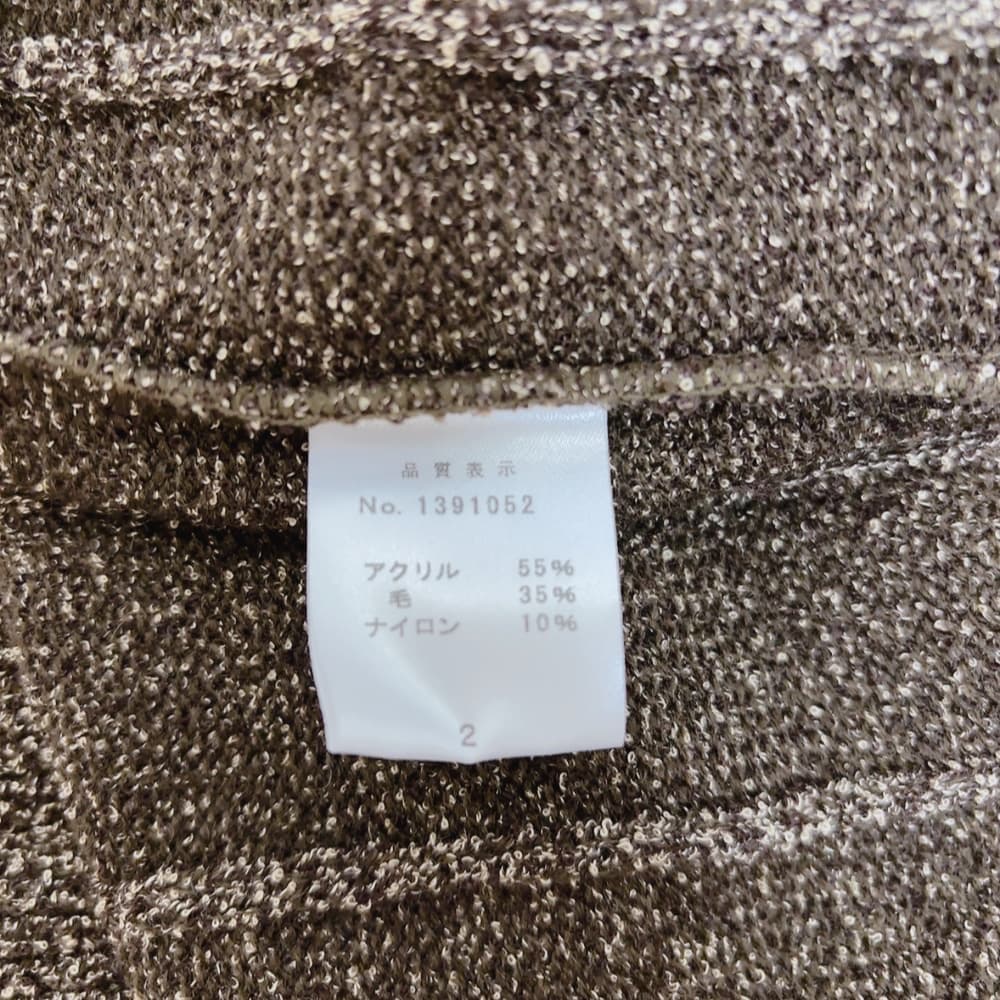 品質表示
No. 1391052
アクリル 55%
毛 35%
ナイロン 10%
2